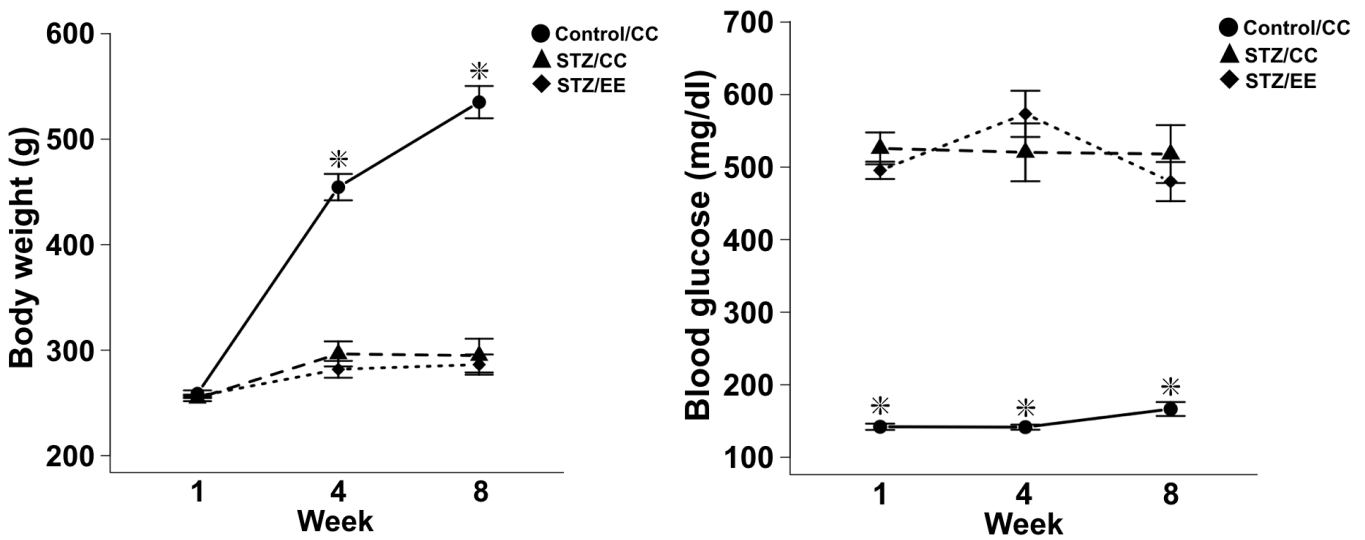 Body weight (g)
600
500
400
300
200
1 4 8
Week
Control/CC
STZ/CC
STZ/EE
Blood glucose (mg/dl)
700
600
500
400
300
200
100
1 4 8
Week
Control/CC
STZ/CC
STZ/EE